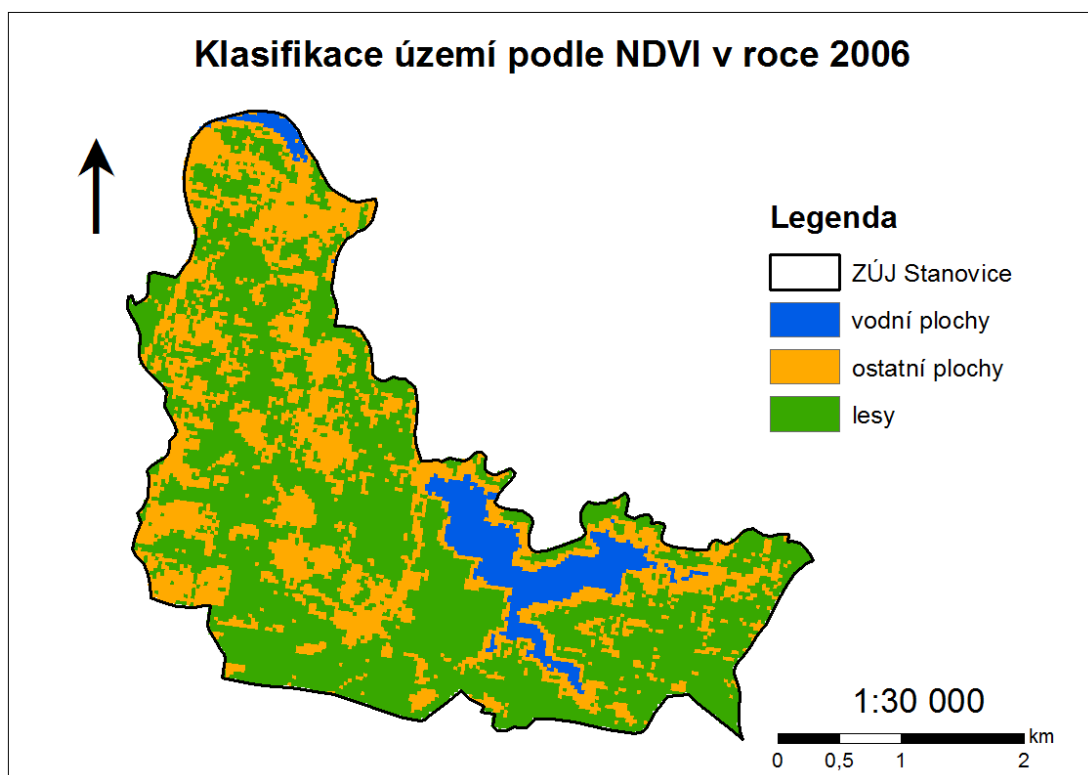 Klasifikace území podle NDVI v roce 2006
Legenda
ZÚJ Stanovice
vodní plochy
ostatní plochy
lesy
1:30 000
km
0 0,5 1 2